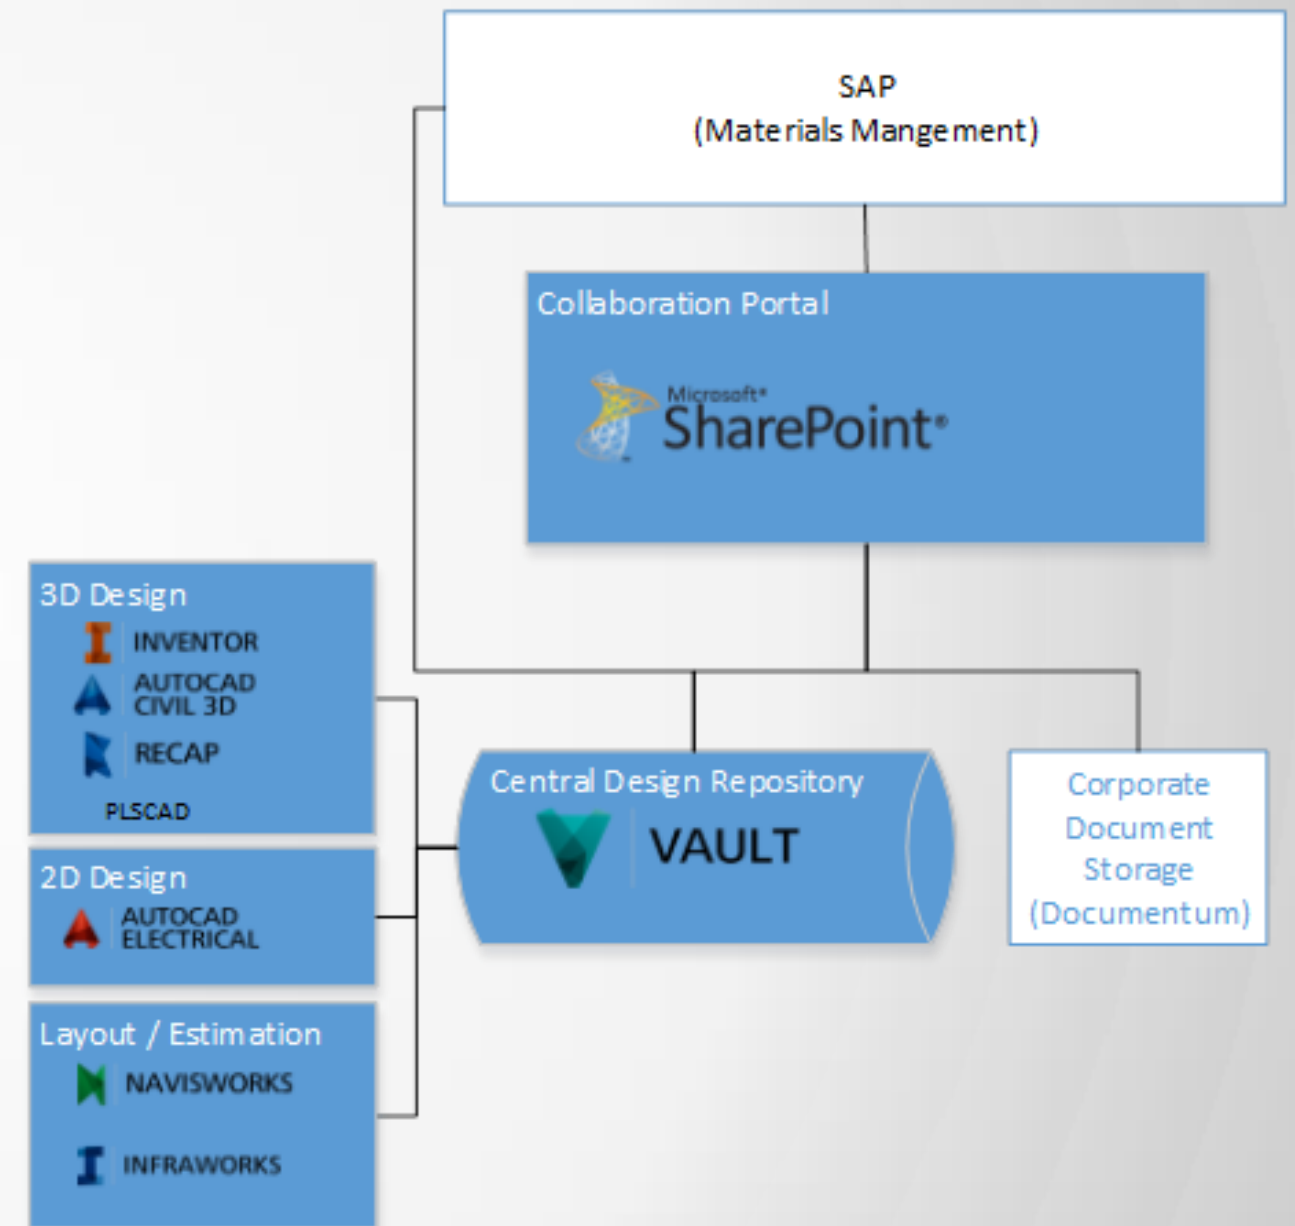 SAP
(Materials Mangement)
Collaboration Portal
Microsoft®
SharePoint®
3D Design
INVENTOR
AUTOCAD
CIVIL 3D
RECAP
PLSCAD
2D Design
AUTOCAD
ELECTRICAL
Layout / Estimation
NAVISWORKS
INFRAWORKS
Central Design Repository
VAULT
Corporate
Document
Storage
(Documentum)